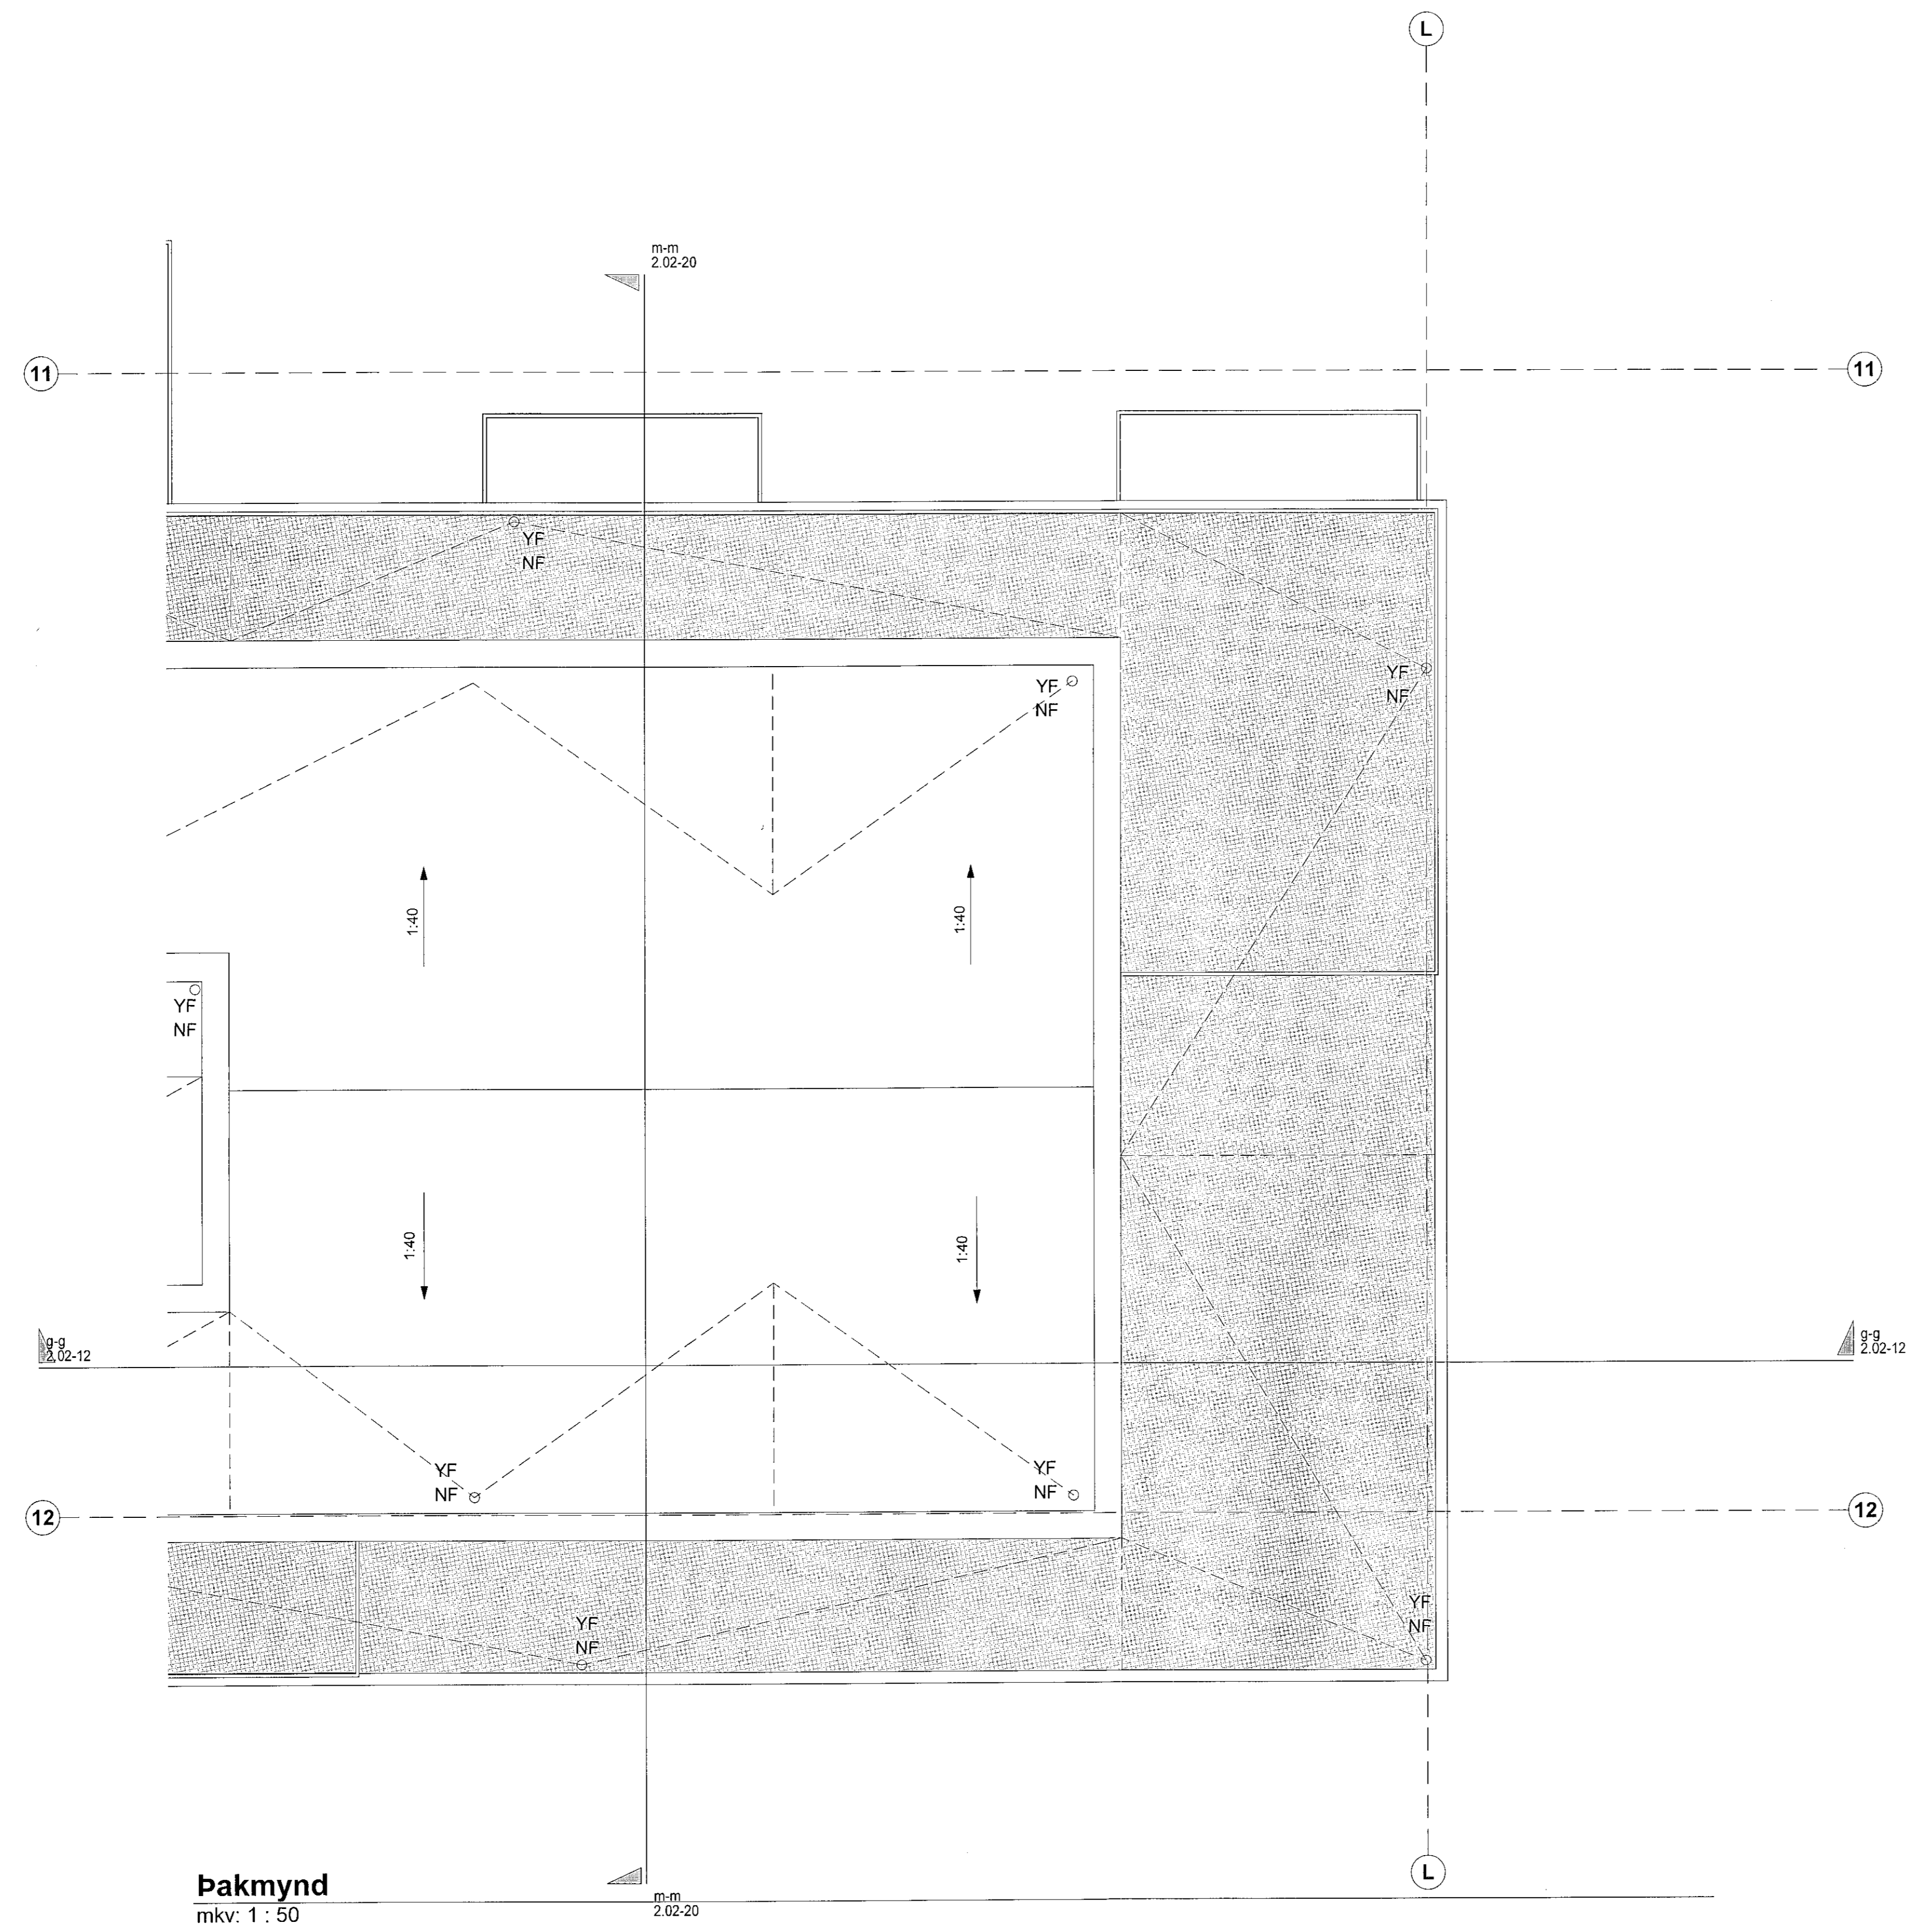 L
m-m
2.02-20
11
11
YF
NF
YF
NF
YF
NF
1:40
1:40
YF
NF
1:40
1:40
g-g
2.02-12
g-g
2.02-12
YF
NF
YF
NF
12
12
YF
NF
YF
NF
L
Þakmynd
mkv: 1 : 50
m-m
2.02-20